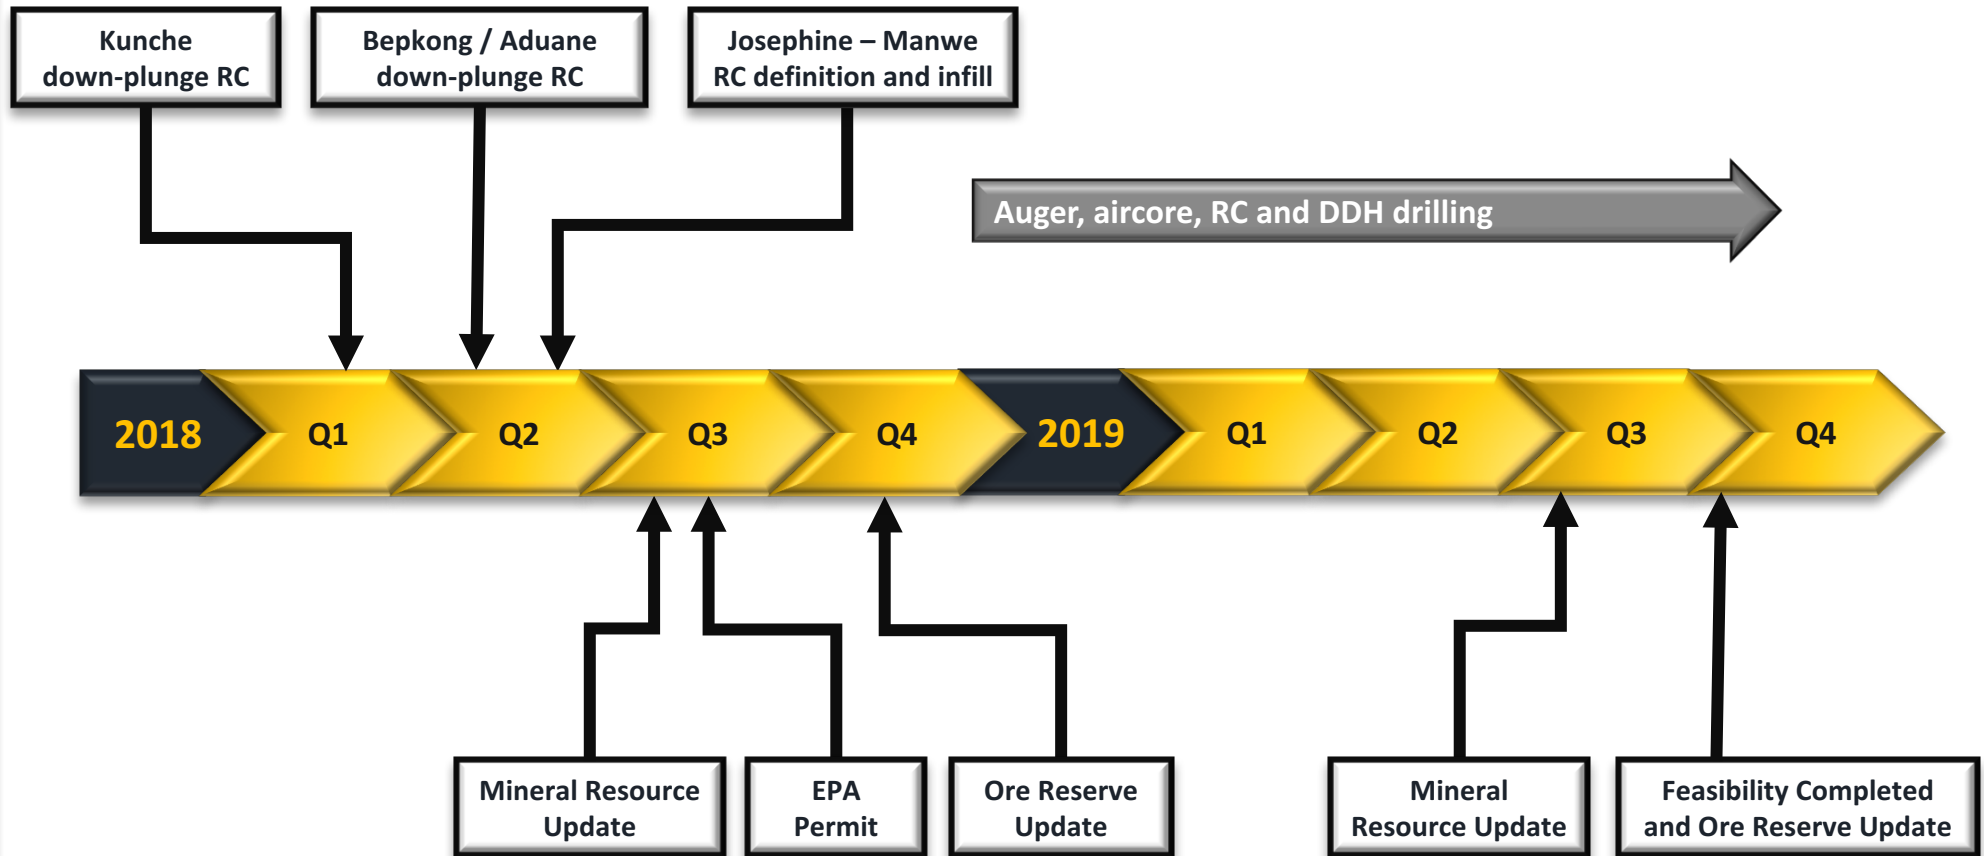 Kunche
down-plunge RC
Bepkong / Aduane
down-plunge RC
Josephine – Manwe
RC definition and infill
Auger, aircore, RC and DDH drilling
2018
Q1
Q2
Q3
Q4
2019
Q1
Q2
Q3
Q4
Mineral Resource
Update
EPA
Permit
Ore Reserve
Update
Mineral
Resource Update
Feasibility Completed
and Ore Reserve Update